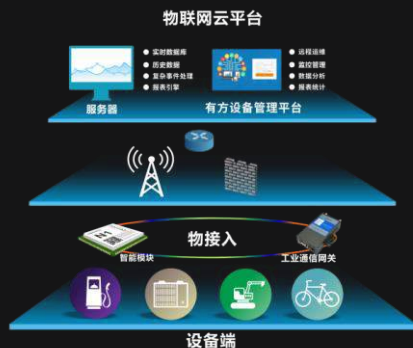 物联网云平台
实时数据库
历史数据
复杂事件处理
报表引擎
远程运维
监控管理
数据分析
报表统计
服务器
有方设备管理平台
物接入
智能模块
工业通信网关
设备端